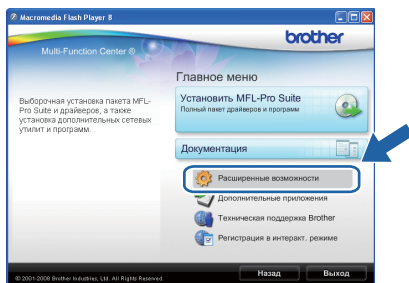 Macromedia Flash Player 8
brother
Multi-Function Center ®
Главное меню
Выборочная установка пакета MFL-
Pro Suite и драйверов, а также
установка дополнительных сетевых
утилит и программ.
Установить MFL-Pro Suite
Полный пакет драйверов и программ
Документация
Расширенные возможности
Дополнительные приложения
Техническая поддержка Brother
Регистрация в интеракт. режиме
© 2001-2008 Brother Industries, Ltd. All Rights Reserved.
Назад
Выход